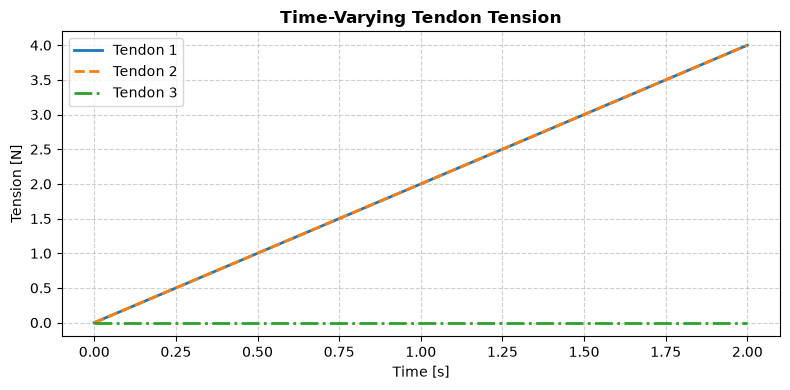 Time-Varying Tendon Tension
Tendon 1
Tendon 2
Tendon 3
Tension [N]
4.0
3.5
3.0
2.5
2.0
1.5
1.0
0.5
0.0
0.00 0.25 0.50 0.75 1.00 1.25 1.50 1.75 2.00
Time [s]